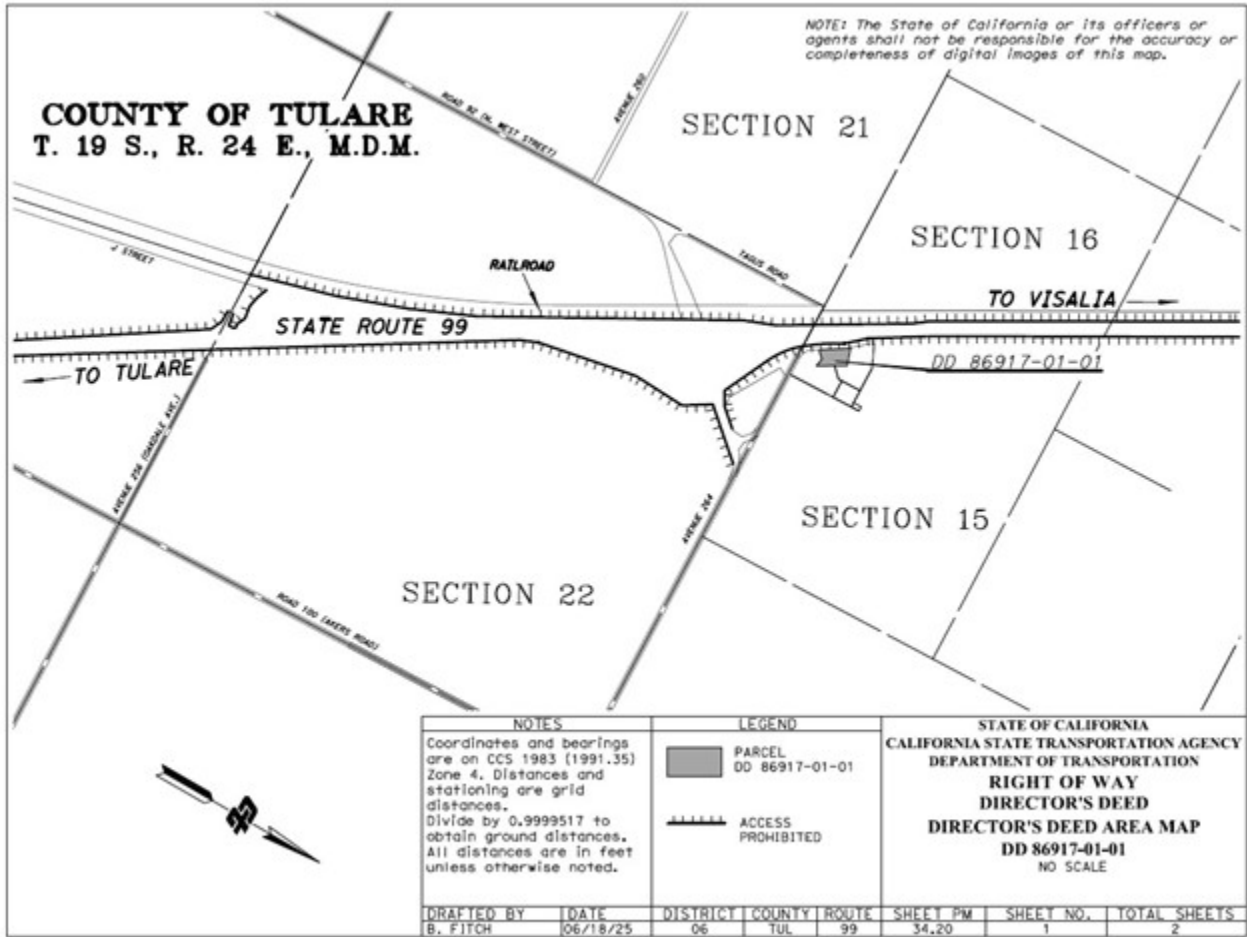 NOTE: The State of California or its officers or
agents shall not be responsible for the accuracy or
completeness of digital images of this map.
COUNTY OF TULARE
T. 19 S., R. 24 E., M.D.M.
ROAD 92 (N. WEST STREET)
AVENUE 260
SECTION 21
SECTION 16
J STREET
RAILROAD
TAGUS ROAD
TO VISALIA
STATE ROUTE 99
TO TULARE
DD 86917-01-01
AVENUE 256 (OAKDALE AVE.)
AVENUE 264
SECTION 15
SECTION 22
ROAD 100 (AKERS ROAD)
NOTES
Coordinates and bearings
are on CCS 1983 (1991.35)
Zone 4. Distances and
stationing are grid
distances.
Divide by 0.9999517 to
obtain ground distances.
All distances are in feet
unless otherwise noted.
LEGEND
PARCEL
DD 86917-01-01
ACCESS
PROHIBITED
STATE OF CALIFORNIA
CALIFORNIA STATE TRANSPORTATION AGENCY
DEPARTMENT OF TRANSPORTATION
RIGHT OF WAY
DIRECTOR'S DEED
DIRECTOR'S DEED AREA MAP
DD 86917-01-01
NO SCALE
DRAFTED BY DATE DISTRICT COUNTY ROUTE SHEET PM SHEET NO. TOTAL SHEETS
B. FITCH 06/18/25 06 TUL 99 34.20 1 2